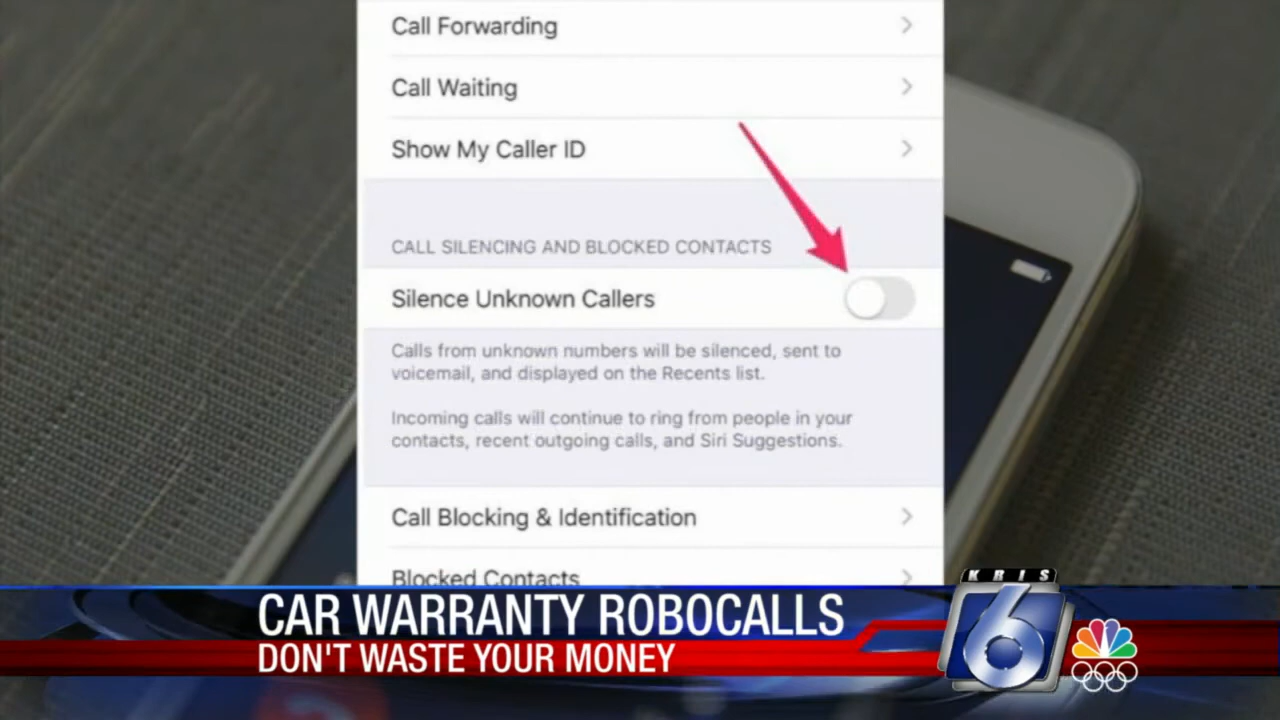 Call Forwarding
Call Waiting
Show My Caller ID
CALL SILENCING AND BLOCKED CONTACTS
Silence Unknown Callers
Calls from unknown numbers will be silenced, sent to
voicemail, and displayed on the Recents list.
Incoming calls will continue to ring from people in your
contacts, recent outgoing calls, and Siri Suggestions.
Call Blocking & Identification
Blocked Contacts
CAR WARRANTY ROBOCALLS
DON'T WASTE YOUR MONEY
KRIS
6